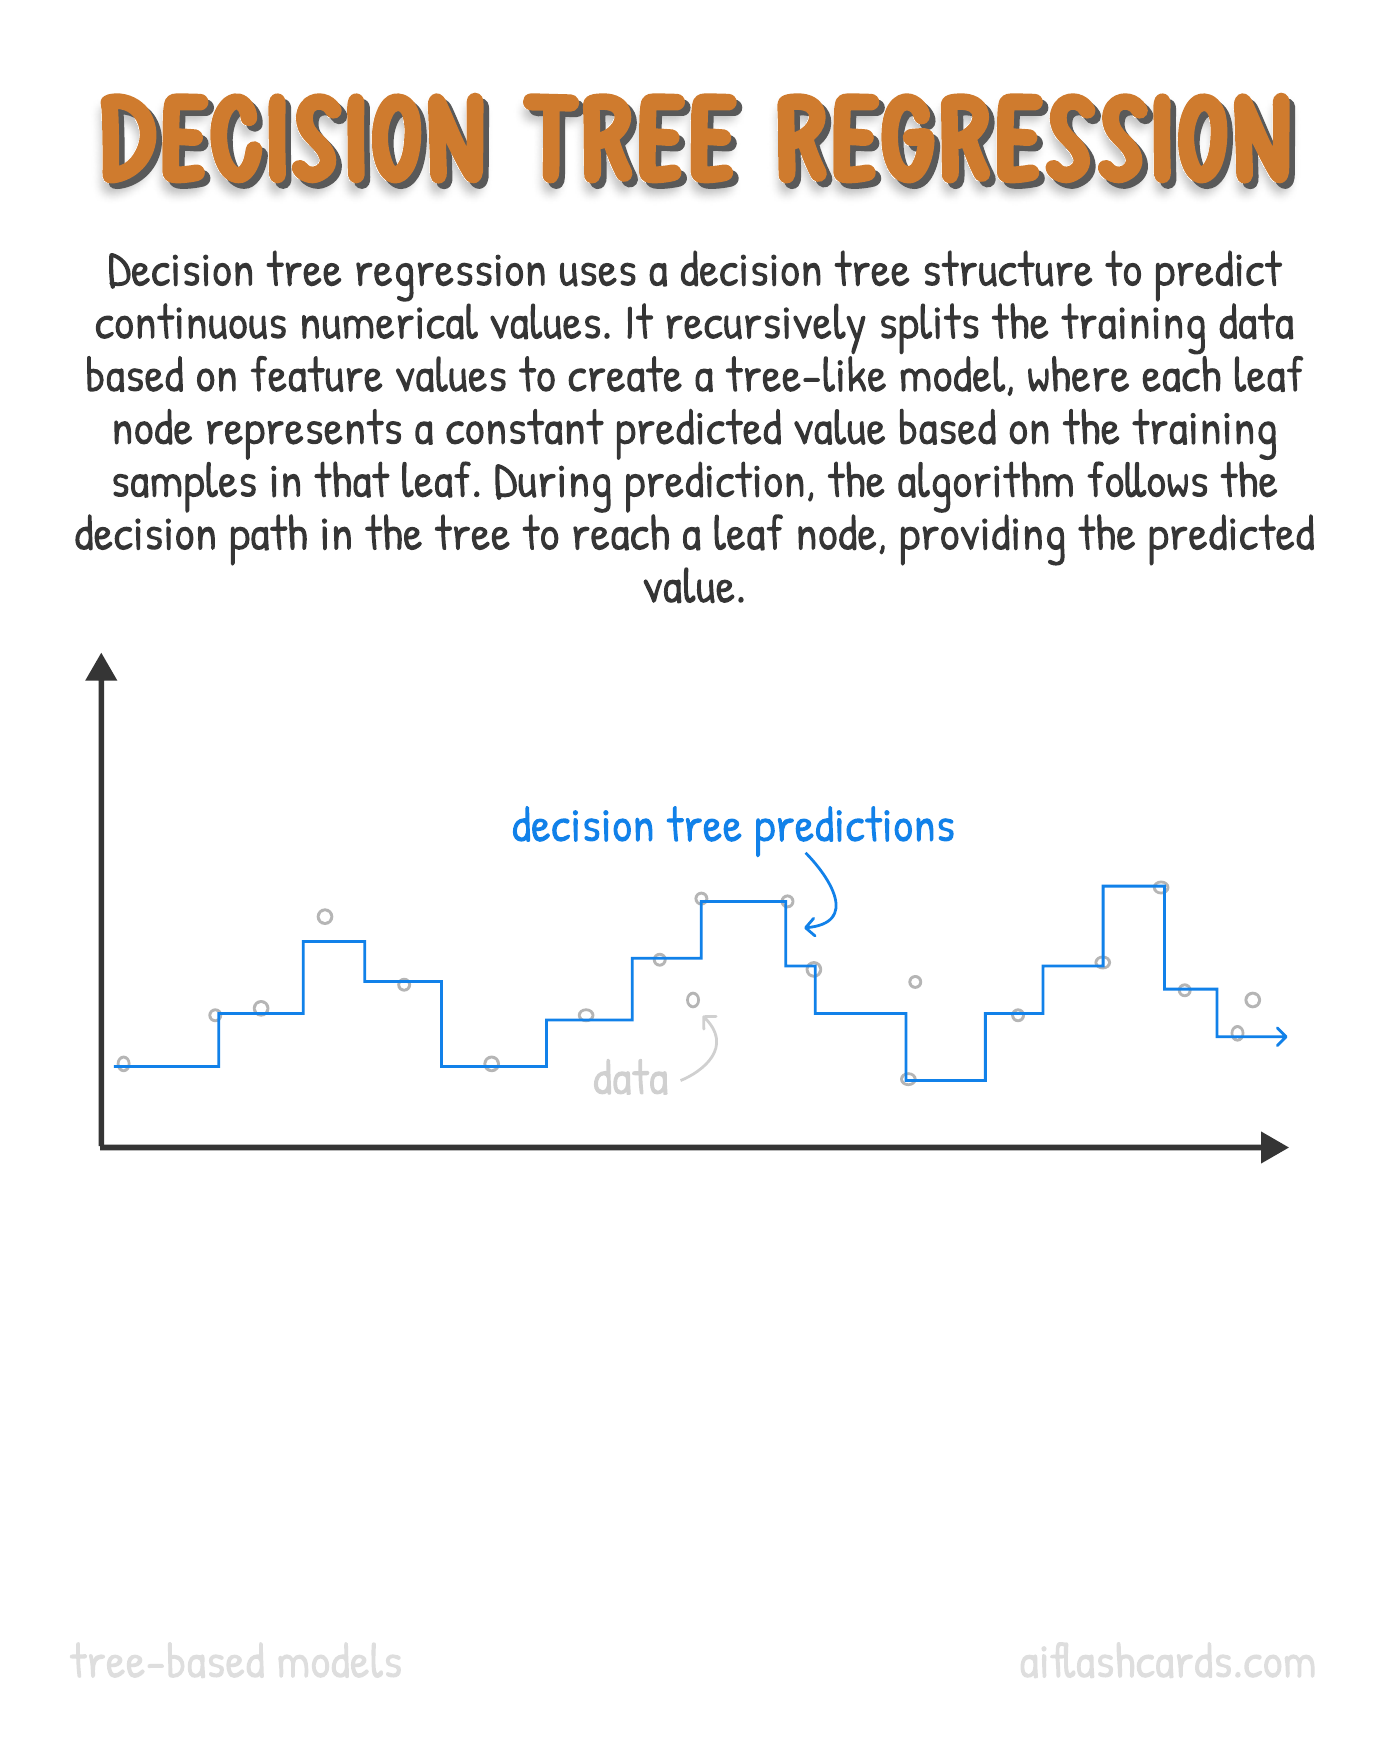 DECISION TREE REGRESSION
Decision tree regression uses a decision tree structure to predict
continuous numerical values. It recursively splits the training data
based on feature values to create a tree-like model, where each leaf
node represents a constant predicted value based on the training
samples in that leaf. During prediction, the algorithm follows the
decision path in the tree to reach a leaf node, providing the predicted
value.
decision tree predictions
data
tree-based models
aiflashcards.com